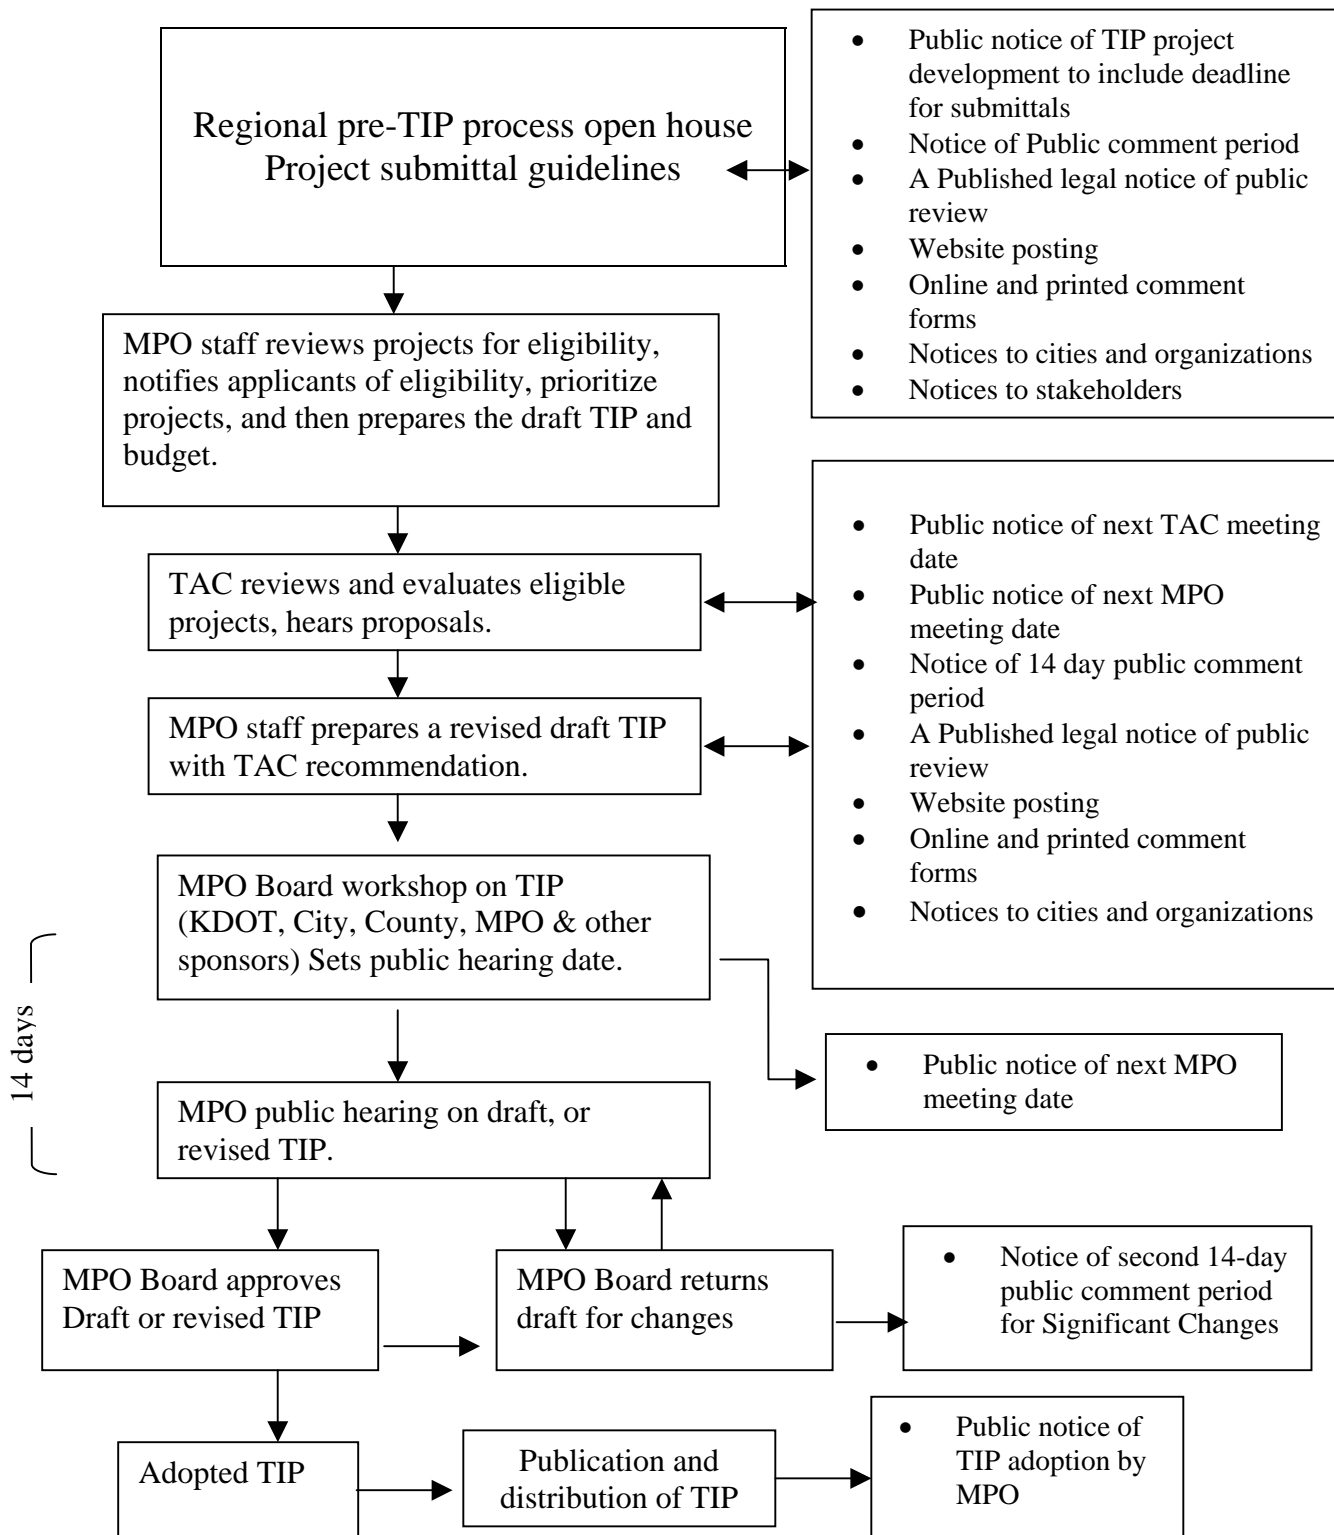 Regional pre-TIP process open house
Project submittal guidelines
• Public notice of TIP project
development to include deadline
for submittals
• Notice of Public comment period
• A Published legal notice of public
review
• Website posting
• Online and printed comment
forms
• Notices to cities and organizations
• Notices to stakeholders
MPO staff reviews projects for eligibility,
notifies applicants of eligibility, prioritize
projects, and then prepares the draft TIP and
budget.
TAC reviews and evaluates eligible
projects, hears proposals.
MPO staff prepares a revised draft TIP
with TAC recommendation.
• Public notice of next TAC meeting
date
• Public notice of next MPO
meeting date
• Notice of 14 day public comment
period
• A Published legal notice of public
review
• Website posting
• Online and printed comment
forms
• Notices to cities and organizations
MPO Board workshop on TIP
(KDOT, City, County, MPO & other
sponsors) Sets public hearing date.
14 days
• Public notice of next MPO
meeting date
MPO public hearing on draft, or
revised TIP.
MPO Board approves
Draft or revised TIP
MPO Board returns
draft for changes
• Notice of second 14-day
public comment period
for Significant Changes
Adopted TIP
Publication and
distribution of TIP
• Public notice of
TIP adoption by
MPO